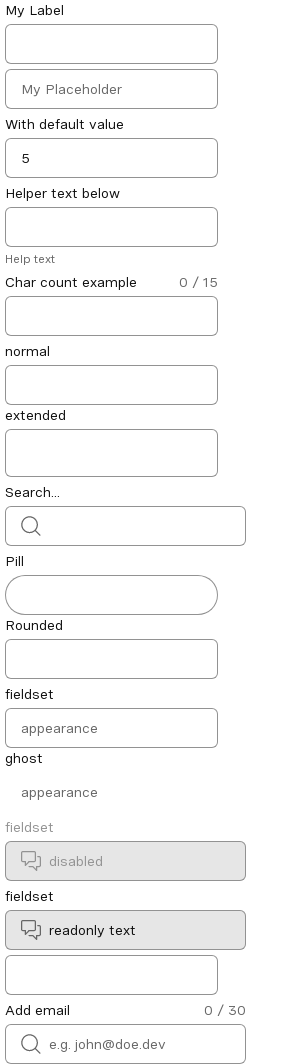 My Label
My Placeholder
With default value
5
Helper text below
Help text
Char count example 0 / 15
normal
extended
Search...
Pill
Rounded
fieldset
appearance
ghost
appearance
fieldset
disabled
fieldset
readonly text
Add email 0 / 30
e.g. john@doe.dev